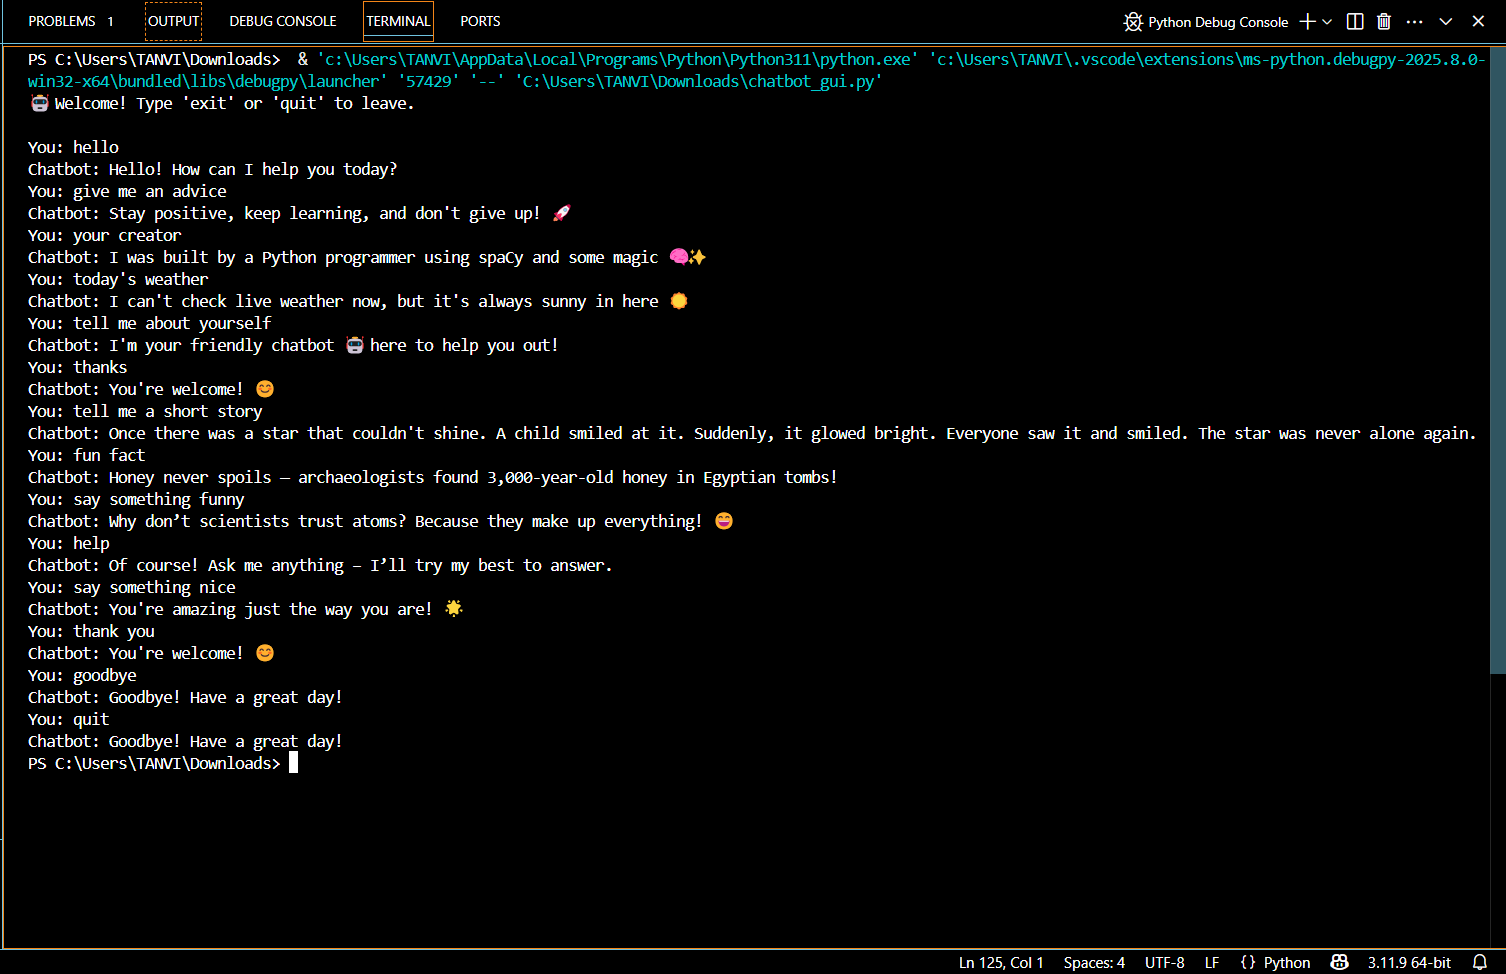 PROBLEMS 1 OUTPUT DEBUG CONSOLE TERMINAL PORTS Python Debug Console
PS C:\Users\TANVI\Downloads>  & 'c:\Users\TANVI\AppData\Local\Programs\Python\Python311\python.exe' 'c:\Users\TANVI\.vscode\extensions\ms-python.debugpy-2025.8.0-
win32-x64\bundled\libs\debugpy\launcher' '57429' '--' 'C:\Users\TANVI\Downloads\chatbot_gui.py'
🤖 Welcome! Type 'exit' or 'quit' to leave.
You: hello
Chatbot: Hello! How can I help you today?
You: give me an advice
Chatbot: Stay positive, keep learning, and don't give up! 🚀
You: your creator
Chatbot: I was built by a Python programmer using spaCy and some magic 🧠✨
You: today's weather
Chatbot: I can't check live weather now, but it's always sunny in here ☀️
You: tell me about yourself
Chatbot: I'm your friendly chatbot 🤖 here to help you out!
You: thanks
Chatbot: You're welcome! 😊
You: tell me a short story
Chatbot: Once there was a star that couldn't shine. A child smiled at it. Suddenly, it glowed bright. Everyone saw it and smiled. The star was never alone again.
You: fun fact
Chatbot: Honey never spoils — archaeologists found 3,000-year-old honey in Egyptian tombs!
You: say something funny
Chatbot: Why don’t scientists trust atoms? Because they make up everything! 😄
You: help
Chatbot: Of course! Ask me anything — I’ll try my best to answer.
You: say something nice
Chatbot: You're amazing just the way you are! 🌟
You: thank you
Chatbot: You're welcome! 😊
You: goodbye
Chatbot: Goodbye! Have a great day!
You: quit
Chatbot: Goodbye! Have a great day!
PS C:\Users\TANVI\Downloads>
Ln 125, Col 1 Spaces: 4 UTF-8 LF {} Python 3.11.9 64-bit